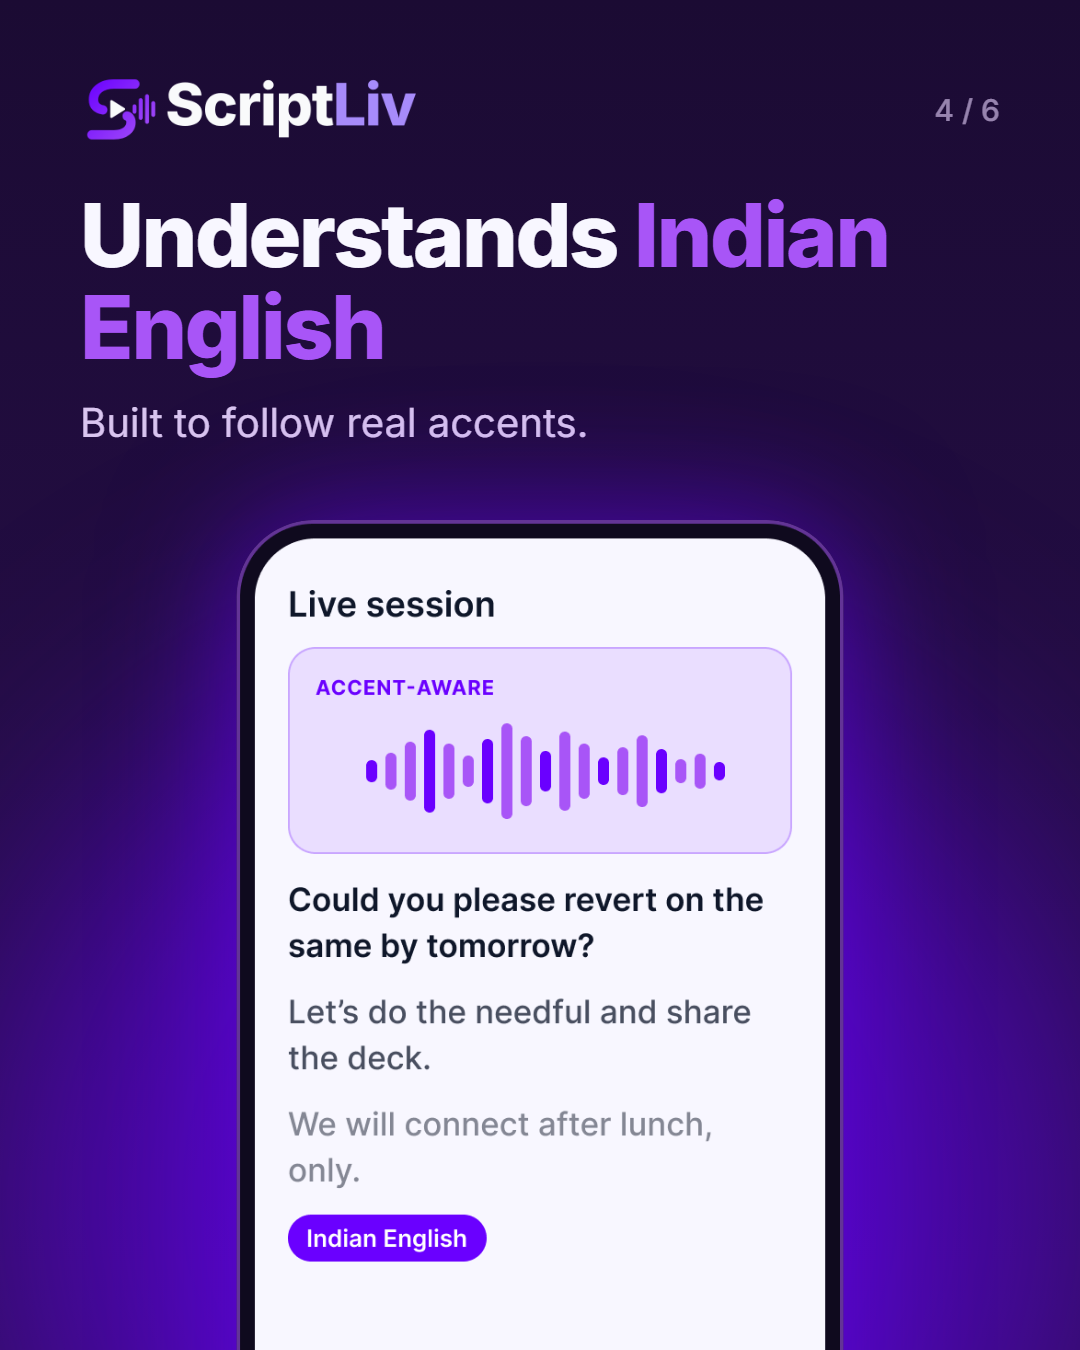 ScriptLiv
4 / 6
Understands Indian
English
Built to follow real accents.
Live session
ACCENT-AWARE
Could you please revert on the
same by tomorrow?
Let’s do the needful and share
the deck.
We will connect after lunch,
only.
Indian English